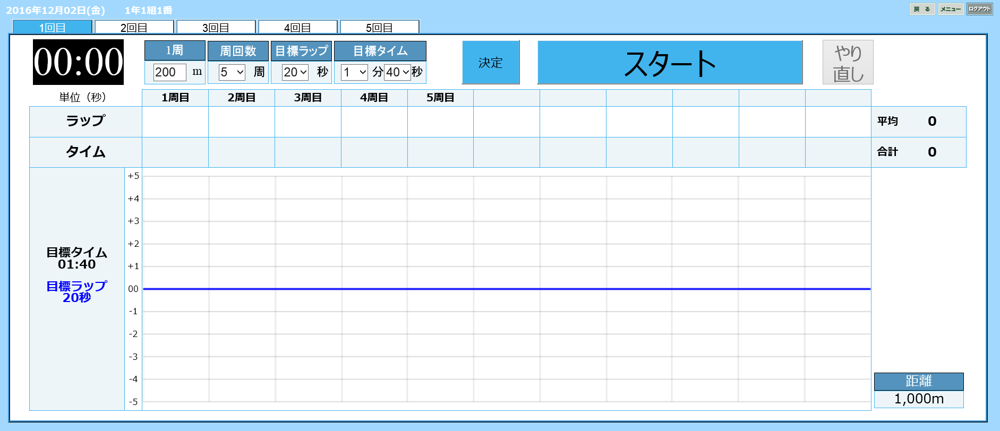 2016年12月02日(金) 1年1組1番
戻 る メニュー ログアウト
1回目 2回目 3回目 4回目 5回目
00:00
1周 周回数 目標ラップ 目標タイム
200 m 5 周 20 秒 1 分 40 秒
決定
スタート
やり
直し
単位（秒） 1周目 2周目 3周目 4周目 5周目
ラップ 平均 0
タイム 合計 0
+5
+4
+3
+2
+1
00
-1
-2
-3
-4
-5
目標タイム
01:40
目標ラップ
20秒
距離
1,000m